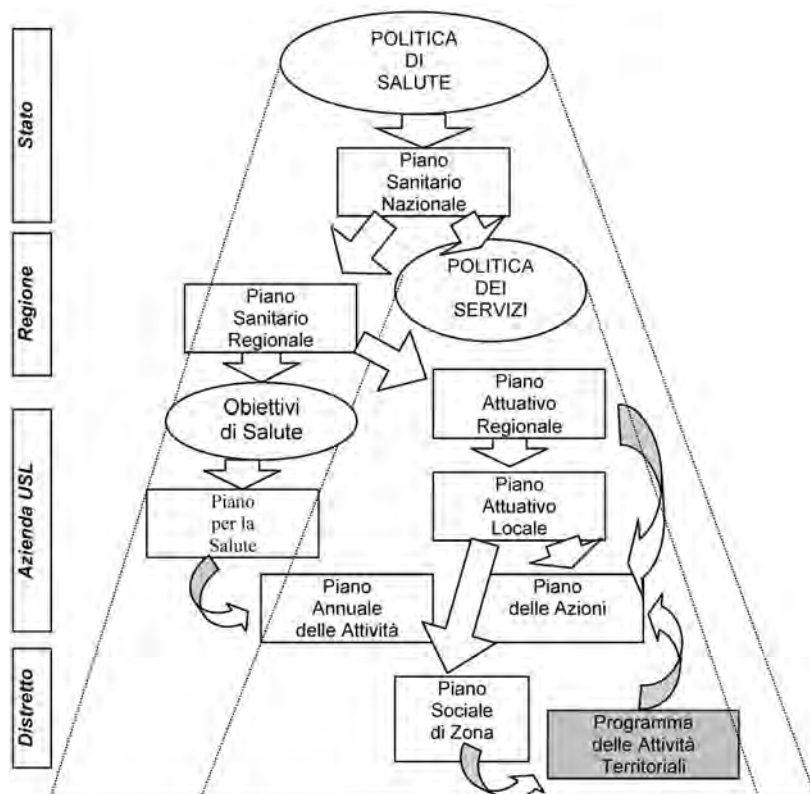 Stato
POLITICA
DI
SALUTE
Piano
Sanitario
Nazionale
Regione
POLITICA
DEI
SERVIZI
Piano
Sanitario
Regionale
Azienda USL
Obiettivi
di Salute
Piano
Attuativo
Regionale
Piano
per la
Salute
Piano
Attuativo
Locale
Piano
Annuale
delle Attività
Piano
delle Azioni
Distretto
Piano
Sociale
di Zona
Programma
delle Attività
Territoriali